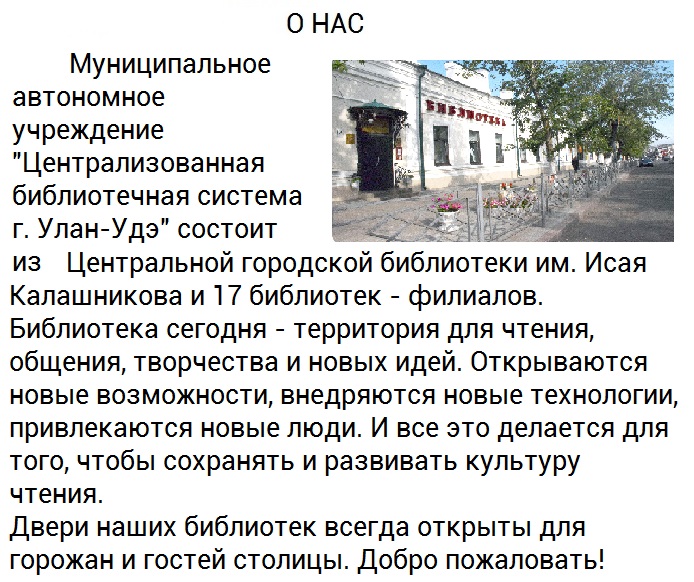 О НАС
Муниципальное
автономное
учреждение
"Централизованная
библиотечная система
г. Улан-Удэ" состоит
БИБЛИОТЕКА
из Центральной городской библиотеки им. Исая
Калашникова и 17 библиотек - филиалов.
Библиотека сегодня - территория для чтения,
общения, творчества и новых идей. Открываются
новые возможности, внедряются новые технологии,
привлекаются новые люди. И все это делается для
того, чтобы сохранять и развивать культуру
чтения.
Двери наших библиотек всегда открыты для
горожан и гостей столицы. Добро пожаловать!